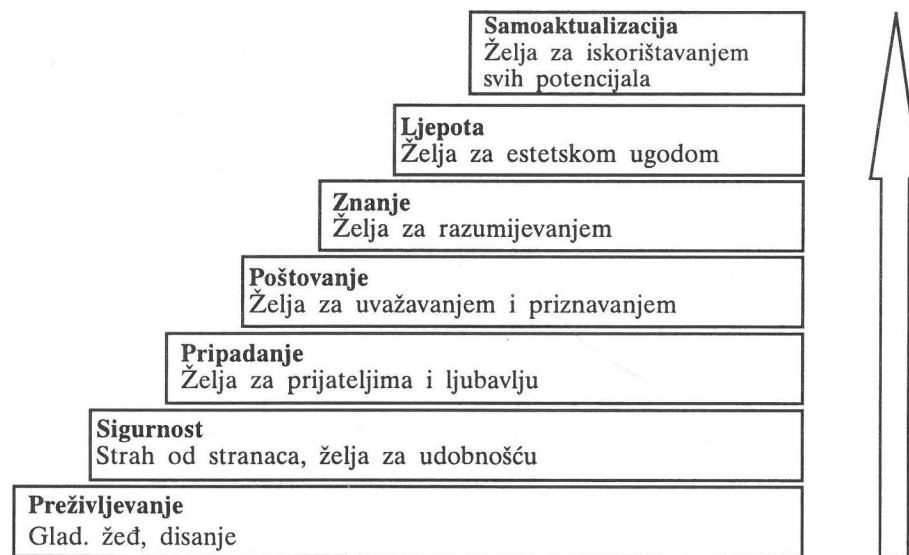 Samoaktualizacija
Želja za iskorištavanjem
svih potencijala
Ljepota
Želja za estetskom ugodom
Znanje
Želja za razumijevanjem
Poštovanje
Želja za uvažavanjem i priznavanjem
Pripadanje
Želja za prijateljima i ljubavlju
Sigurnost
Strah od stranaca, želja za udobnošću
Preživljevanje
Glad. žeđ, disanje